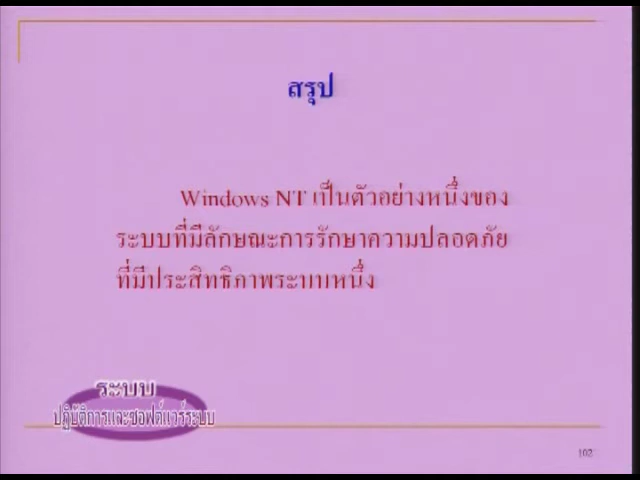 สรุป
Windows NT เป็นตัวอย่างหนึ่งของ
ระบบที่มีลักษณะการรักษาความปลอดภัย
ที่มีประสิทธิภาพระบบหนึ่ง
ระบบ
ปฏิบัติการและซอฟต์แวร์ระบบ
102